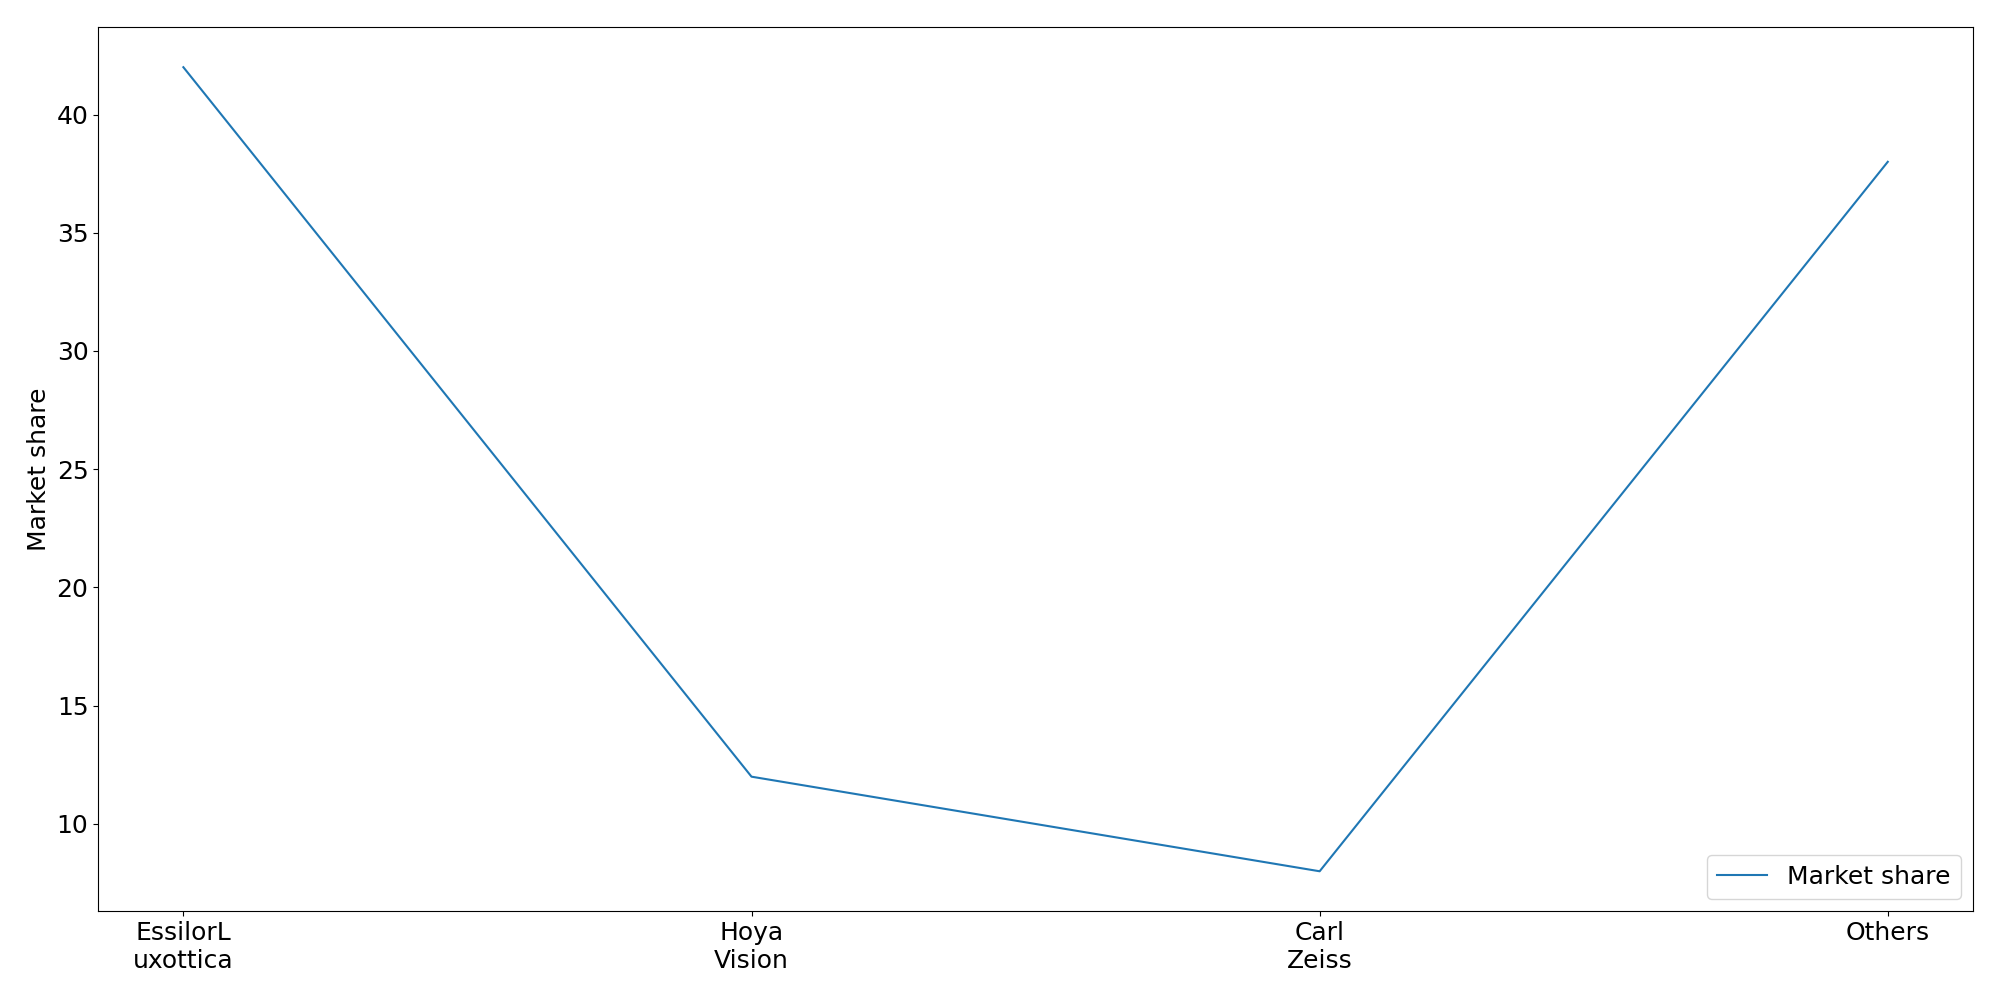 Market share
40
35
30
25
20
15
10
EssilorL
uxottica
Hoya
Vision
Carl
Zeiss
Others
Market share